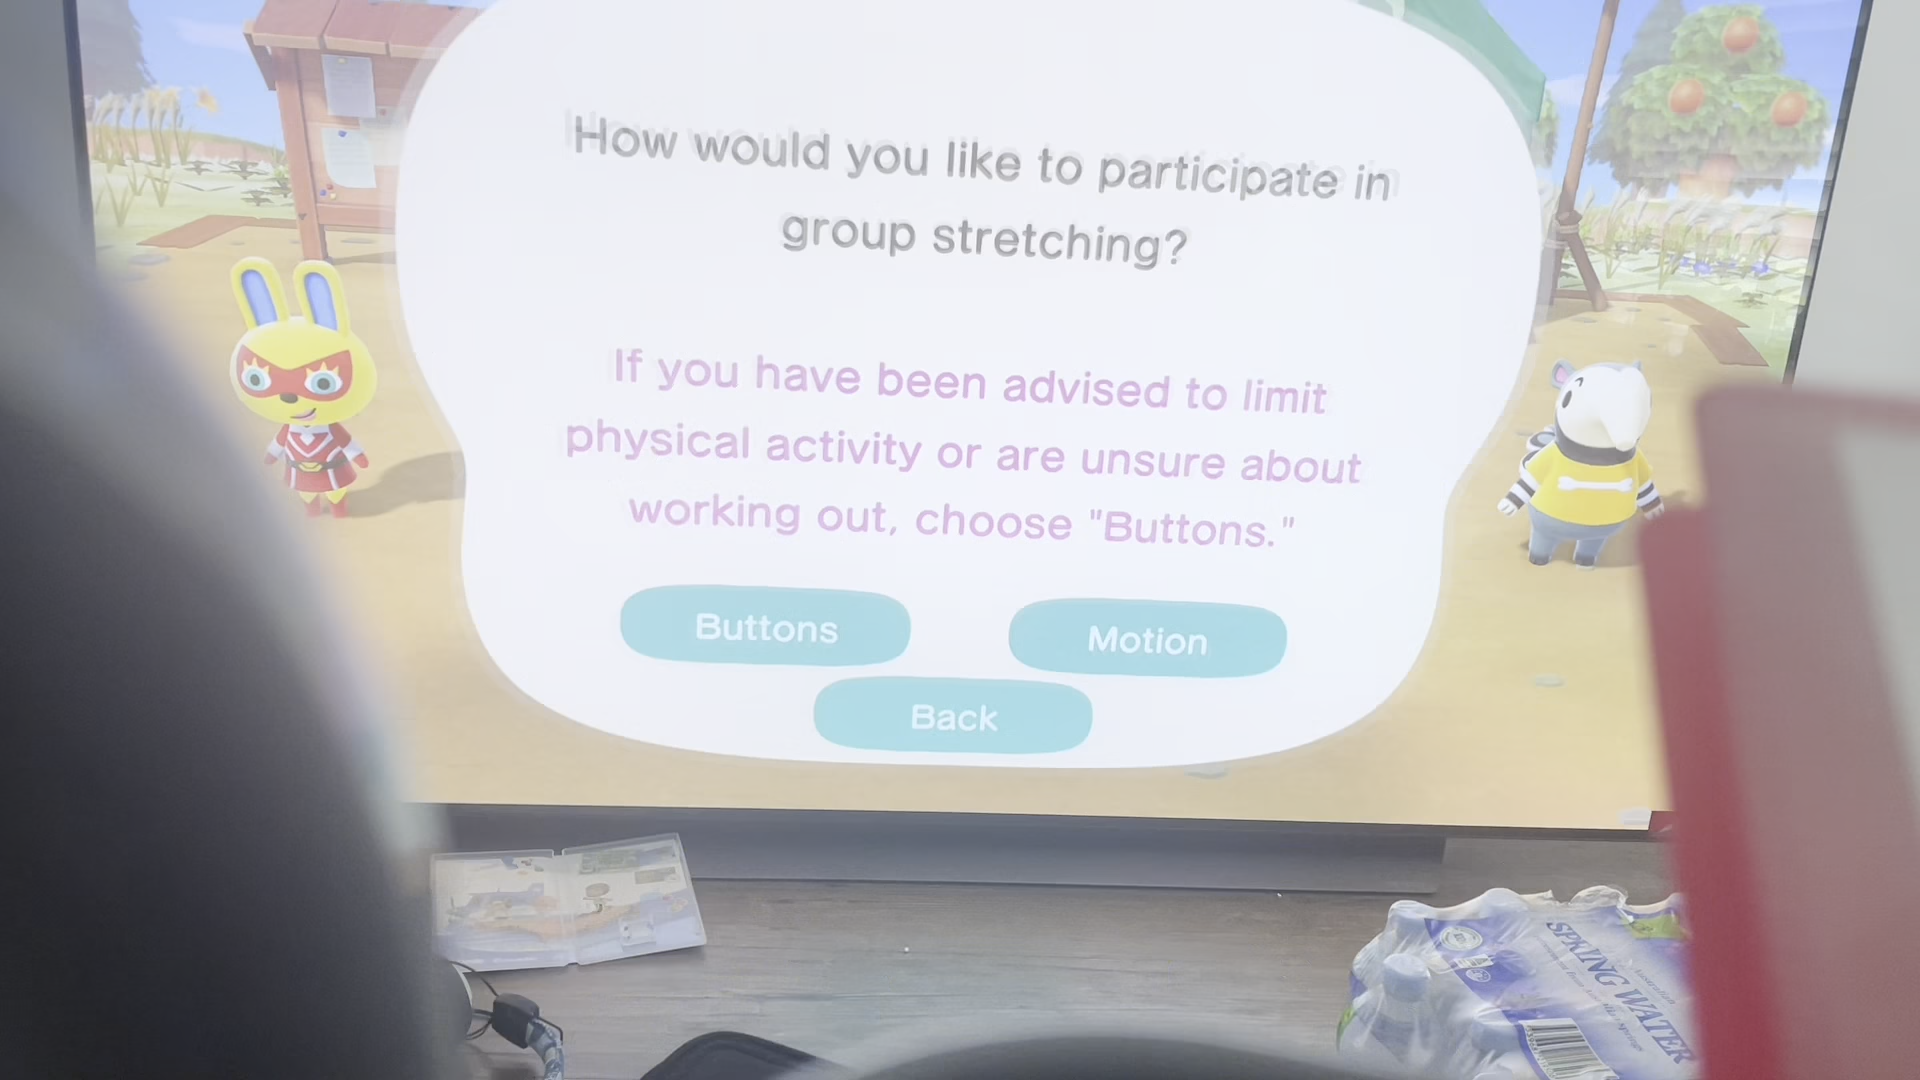 How would you like to participate in
group stretching?
If you have been advised to limit
physical activity or are unsure about
working out, choose "Buttons."
Buttons
Motion
Back
SPRING WATER
Australian